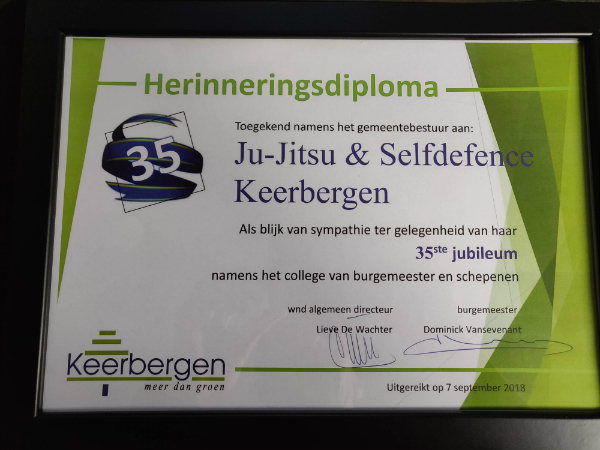 Herinneringsdiploma
35
Toegekend namens het gemeentebestuur aan:
Ju-Jitsu & Selfdefence
Keerbergen
Als blijk van sympathie ter gelegenheid van haar
35ste jubileum
namens het college van burgemeester en schepenen
wnd algemeen directeur burgemeester
Lieve De Wachter Dominick Vansevenant
Keerbergen
meer dan groen
Uitgereikt op 7 september 2018